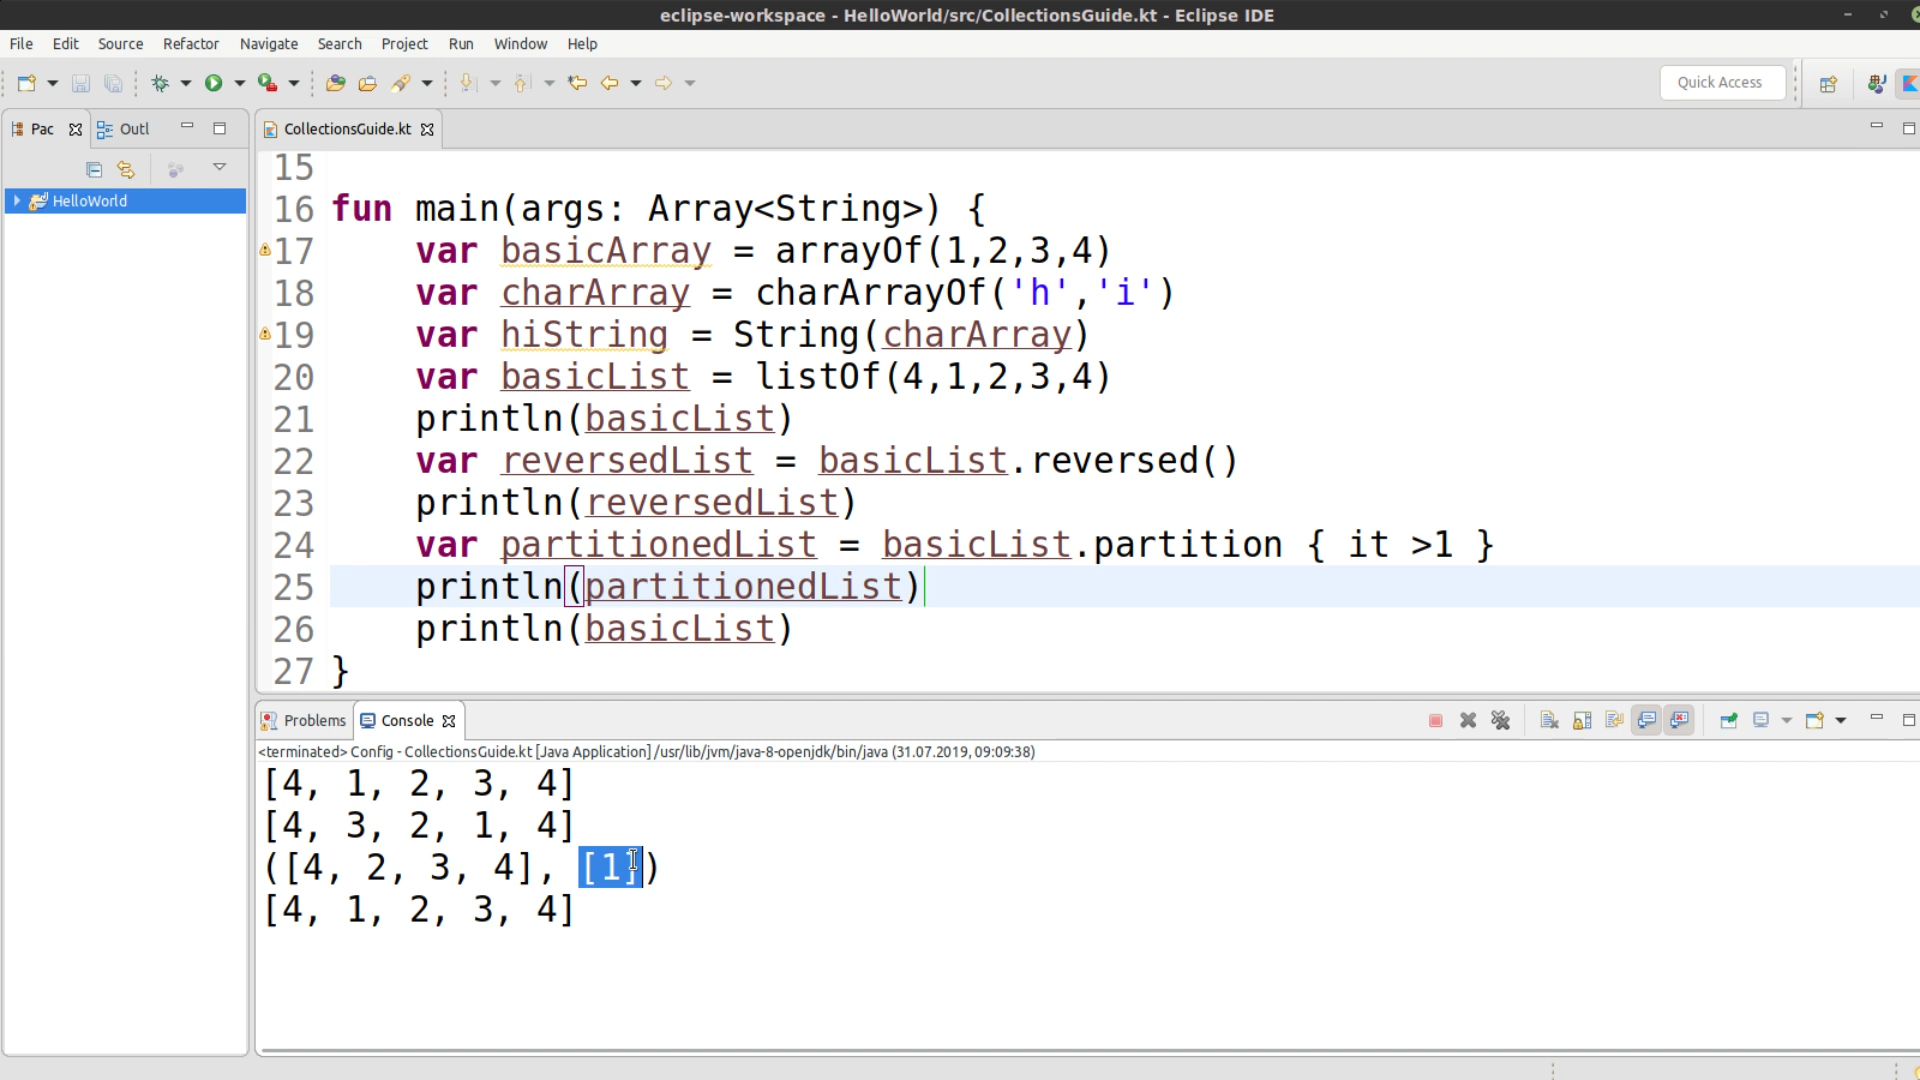 eclipse-workspace - HelloWorld/src/CollectionsGuide.kt - Eclipse IDE
File Edit Source Refactor Navigate Search Project Run Window Help
Quick Access
Pac Outl
CollectionsGuide.kt
HelloWorld
15
16 fun main(args: Array<String>) {
17 var basicArray = arrayOf(1,2,3,4)
18 var charArray = charArrayOf('h','i')
19 var hiString = String(charArray)
20 var basicList = listOf(4,1,2,3,4)
21 println(basicList)
22 var reversedList = basicList.reversed()
23 println(reversedList)
24 var partitionedList = basicList.partition { it >1 }
25 println(partitionedList)
26 println(basicList)
27 }
Problems Console
<terminated> Config - CollectionsGuide.kt [Java Application] /usr/lib/jvm/java-8-openjdk/bin/java (31.07.2019, 09:09:38)
[4, 1, 2, 3, 4]
[4, 3, 2, 1, 4]
([4, 2, 3, 4], [1])
[4, 1, 2, 3, 4]